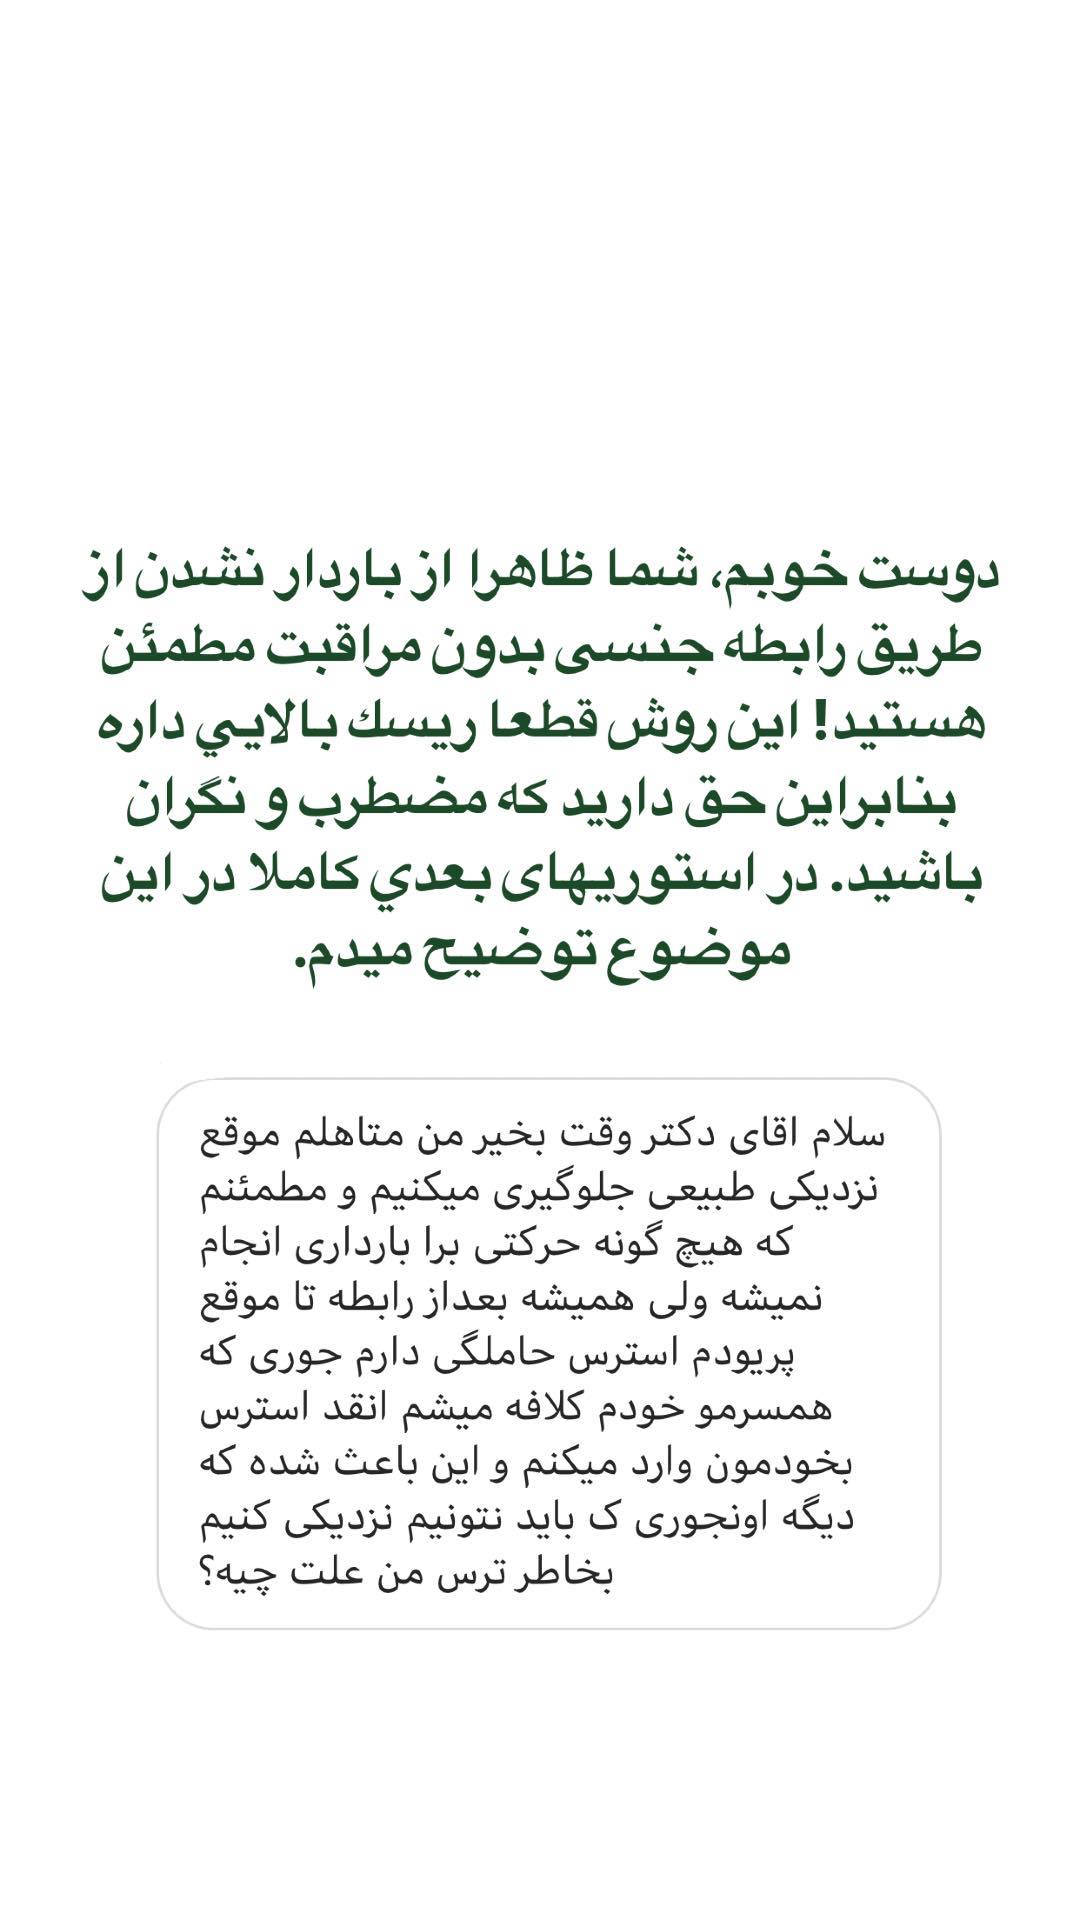 دوست خوبم، شما ظاهرا از باردار نشدن از
طریق رابطه جنسی بدون مراقبت مطمئن
هستید! این روش قطعا ریسك بالایي داره
بنابراین حق دارید که مضطرب و نگران
باشید. در استوریهای بعدي کاملا در این
موضوع توضیح میدم.
سلام اقای دکتر وقت بخیر من متاهلم موقع
نزدیکی طبیعی جلوگیری میکنیم و مطمئنم
که هیچ گونه حرکتی برا بارداری انجام
نمیشه ولی همیشه بعداز رابطه تا موقع
پریودم استرس حاملگی دارم جوری که
همسرمو خودم کلافه میشم انقد استرس
بخودمون وارد میکنم و این باعث شده که
دیگه اونجوری ک باید نتونیم نزدیکی کنیم
بخاطر ترس من علت چیه؟